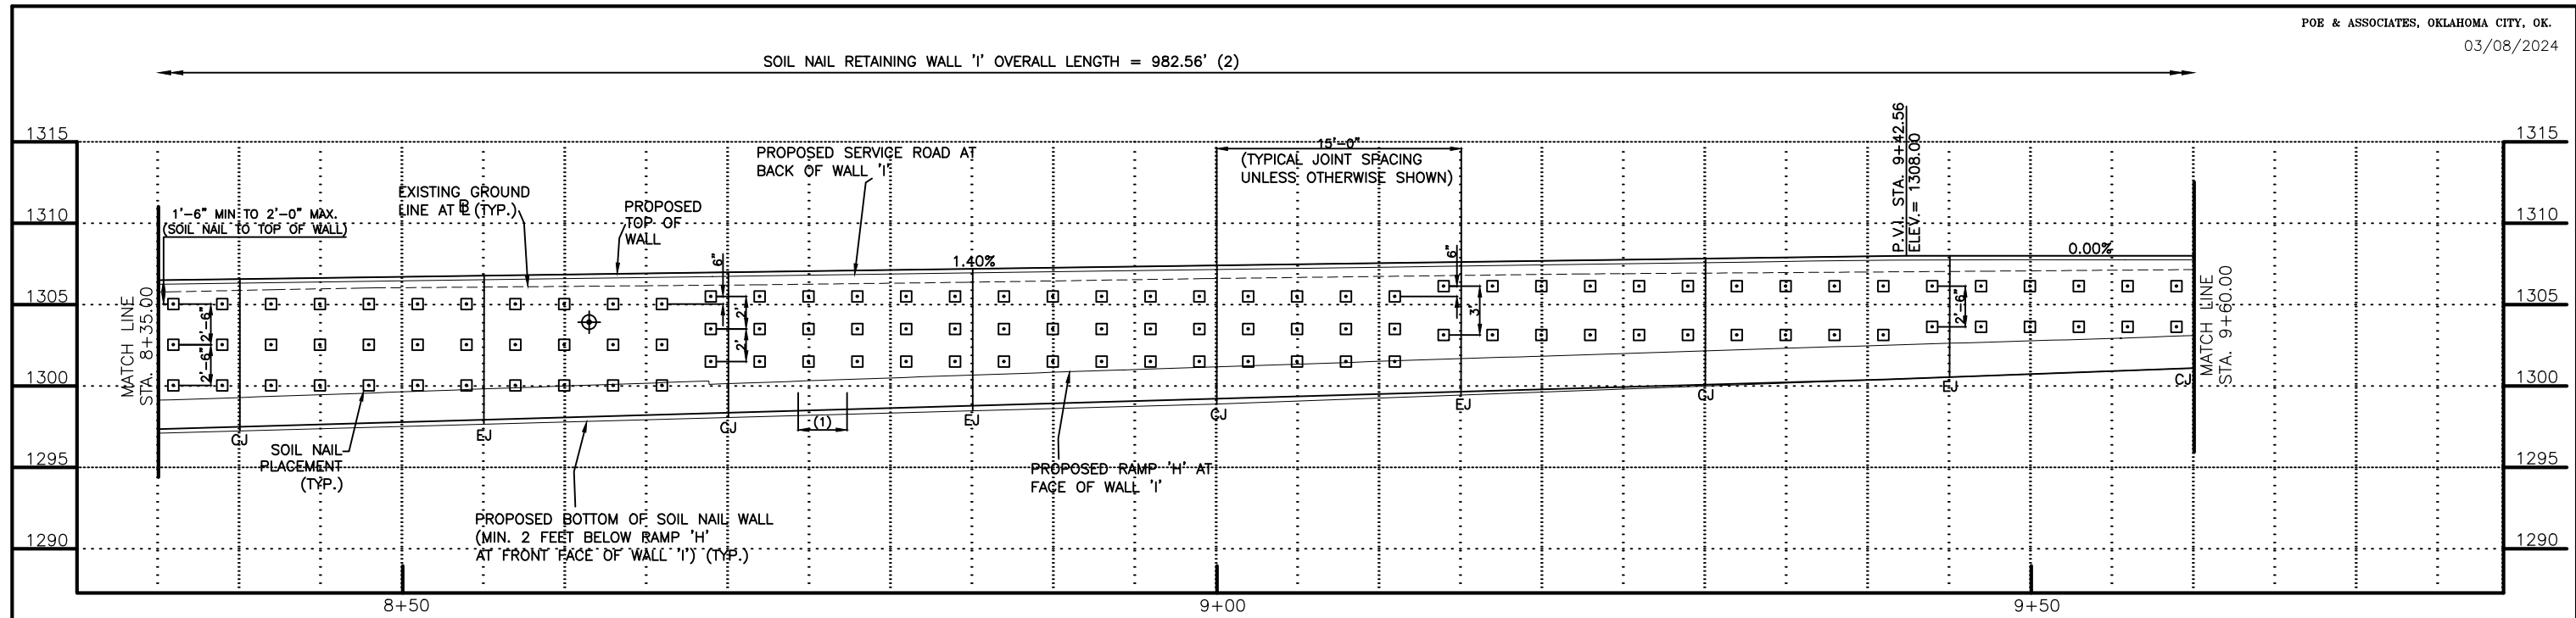 POE & ASSOCIATES, OKLAHOMA CITY, OK.
03/08/2024
SOIL NAIL RETAINING WALL 'I' OVERALL LENGTH = 982.56' (2)
1315
1310
1305
1300
1295
1290
1315
1310
1305
1300
1295
1290
MATCH LINE
STA. 8+35.00
1'-6" MIN TO 2'-0" MAX.
(SOIL NAIL TO TOP OF WALL)
EXISTING GROUND
LINE AT ℄ (TYP.)
PROPOSED
TOP OF
WALL
PROPOSED SERVICE ROAD AT
BACK OF WALL 'I'
15'-0"
(TYPICAL JOINT SPACING
UNLESS OTHERWISE SHOWN)
P.V.I. STA. 9+42.56
ELEV.= 1308.00
1.40%
0.00%
2'-6"
2'-6"
6"
2'
2'
6"
3'
2'-6"
MATCH LINE
STA. 9+60.00
CJ
EJ
CJ
EJ
CJ
EJ
CJ
EJ
CJ
(1)
SOIL NAIL
PLACEMENT
(TYP.)
PROPOSED BOTTOM OF SOIL NAIL WALL
(MIN. 2 FEET BELOW RAMP 'H'
AT FRONT FACE OF WALL 'I') (TYP.)
PROPOSED RAMP 'H' AT
FACE OF WALL 'I'
8+50
9+00
9+50